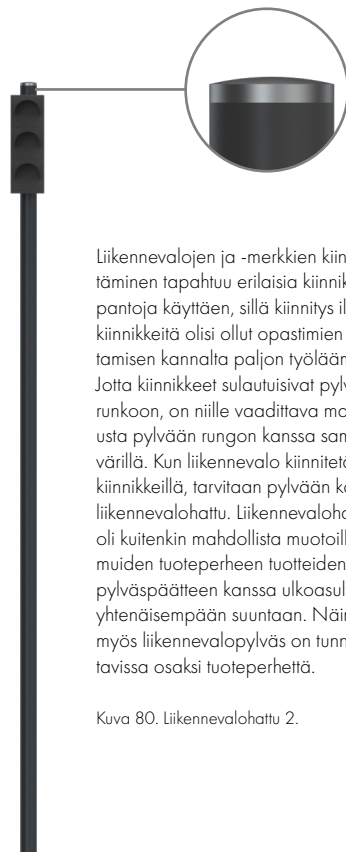 Liikennevalojen ja -merkkien kiin
täminen tapahtuu erilaisia kiinnik
pantoja käyttäen, sillä kiinnitys il
kiinnikkeitä olisi ollut opastimien
tamisen kannalta paljon työlään
Jotta kiinnikkeet sulautuisivat pylv
runkoon, on niille vaadittava ma
usta pylvään rungon kanssa sam
värillä. Kun liikennevalo kiinnitetä
kiinnikkeillä, tarvitaan pylvään ka
liikennevalohattu. Liikennevaloha
oli kuitenkin mahdollista muotoill
muiden tuoteperheen tuotteiden
pylväspäätteen kanssa ulkoasul
yhtenäisempään suuntaan. Näin
myös liikennevalopylväs on tunn
tavissa osaksi tuoteperhettä.
Kuva 80. Liikennevalohattu 2.